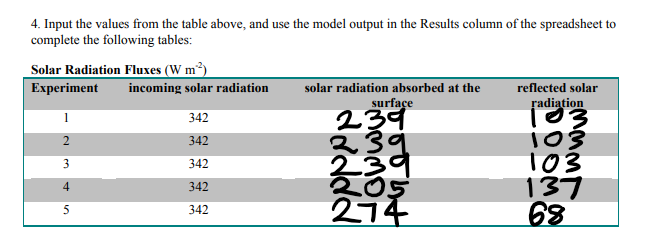 4. Input the values from the table above, and use the model output in the Results column of the spreadsheet to
complete the following tables:
Solar Radiation Fluxes (W m⁻²)
Experiment incoming solar radiation solar radiation absorbed at the surface reflected solar radiation
1 342 239 103
2 342 239 103
3 342 239 103
4 342 205 137
5 342 274 68